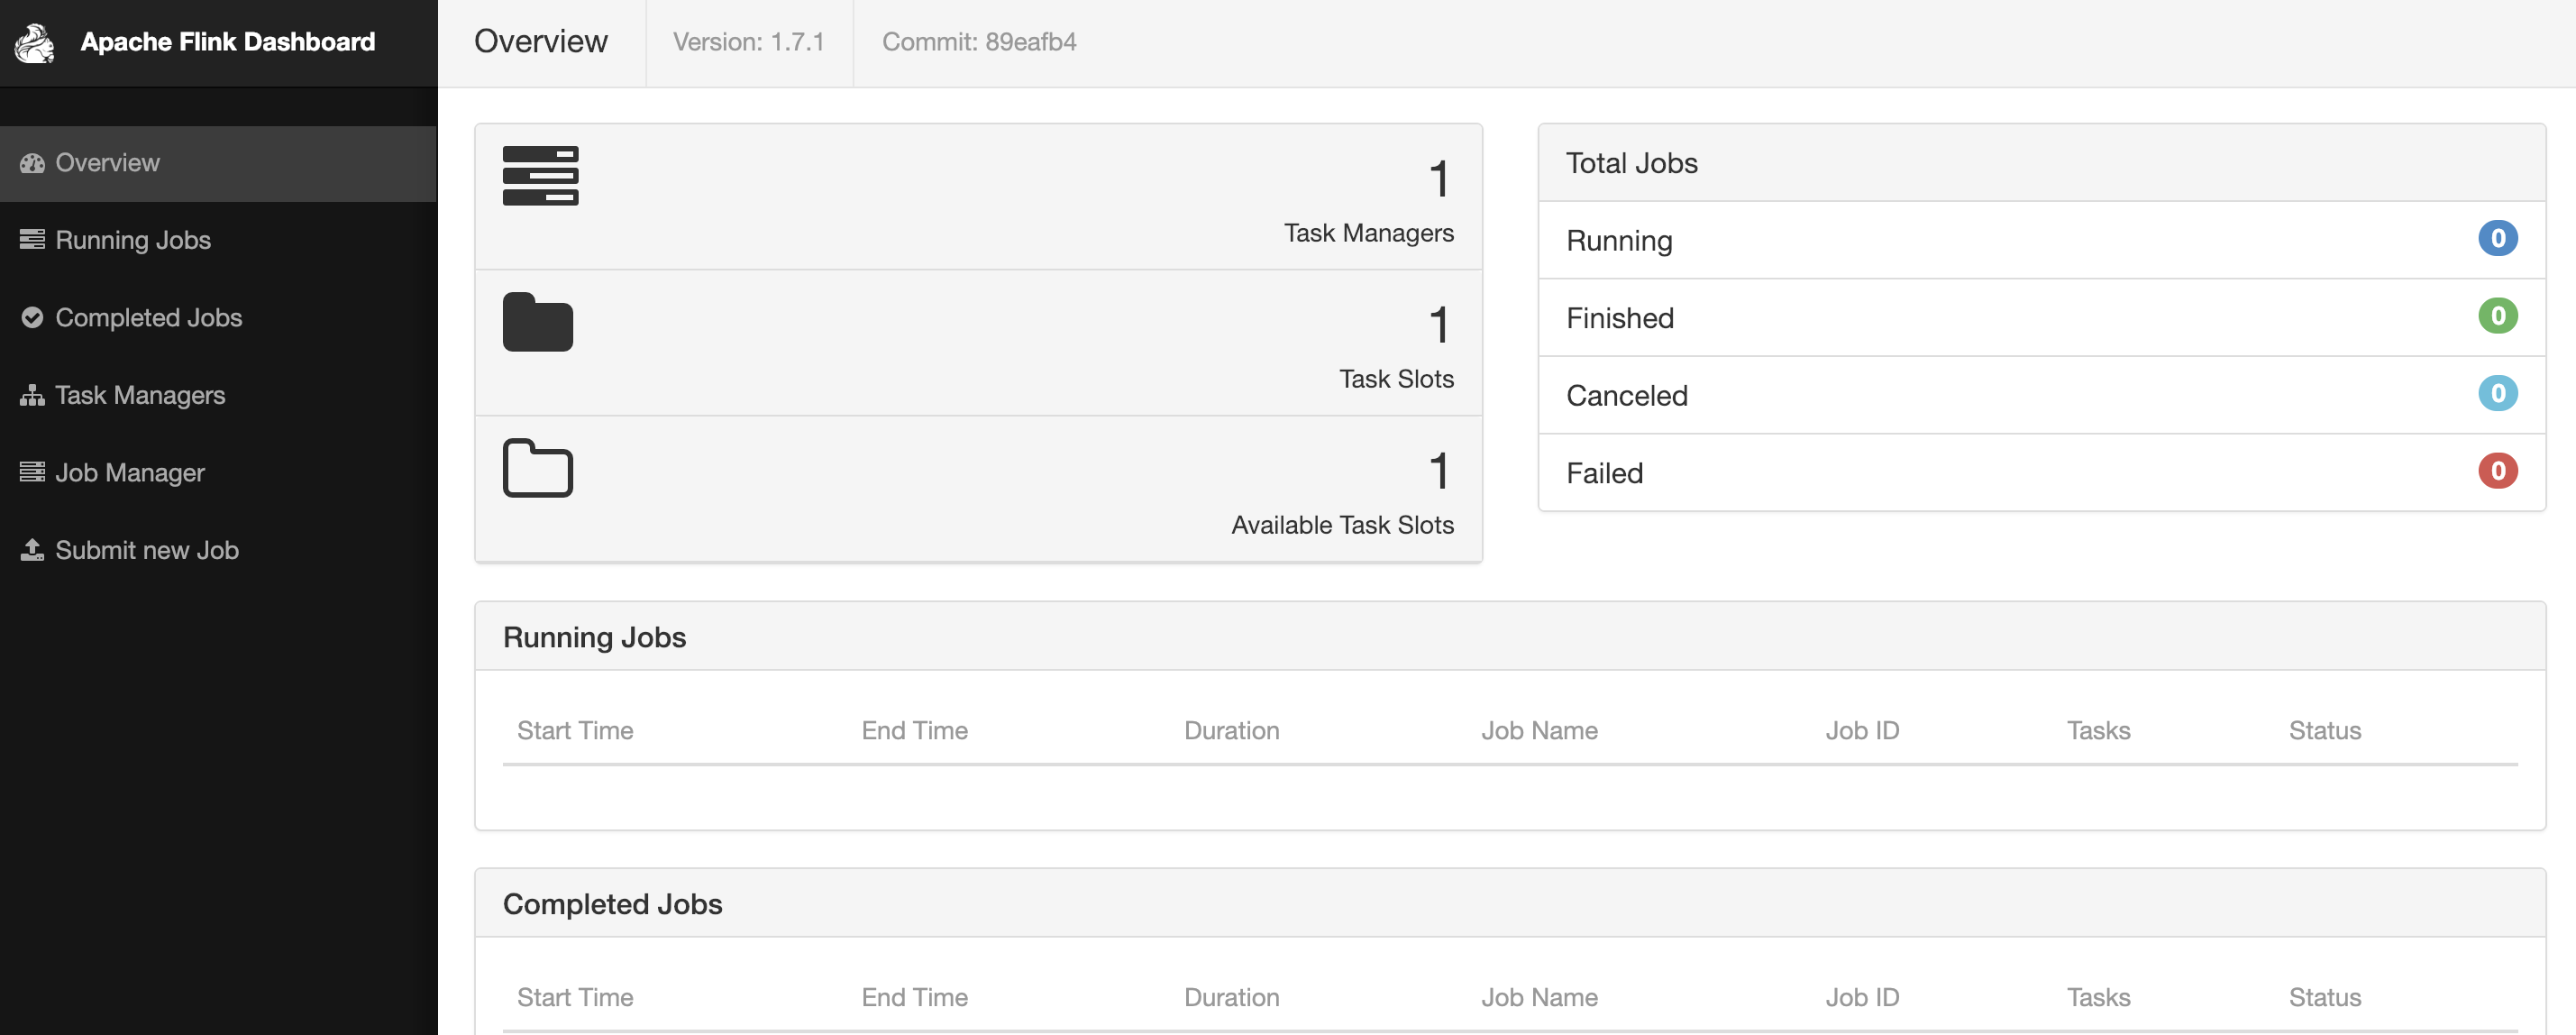 Apache Flink Dashboard
Overview
Version: 1.7.1
Commit: 89eafb4
Overview
Running Jobs
Completed Jobs
Task Managers
Job Manager
Submit new Job
1
Task Managers
1
Task Slots
1
Available Task Slots
Total Jobs
Running 0
Finished 0
Canceled 0
Failed 0
Running Jobs
Start Time End Time Duration Job Name Job ID Tasks Status
Completed Jobs
Start Time End Time Duration Job Name Job ID Tasks Status